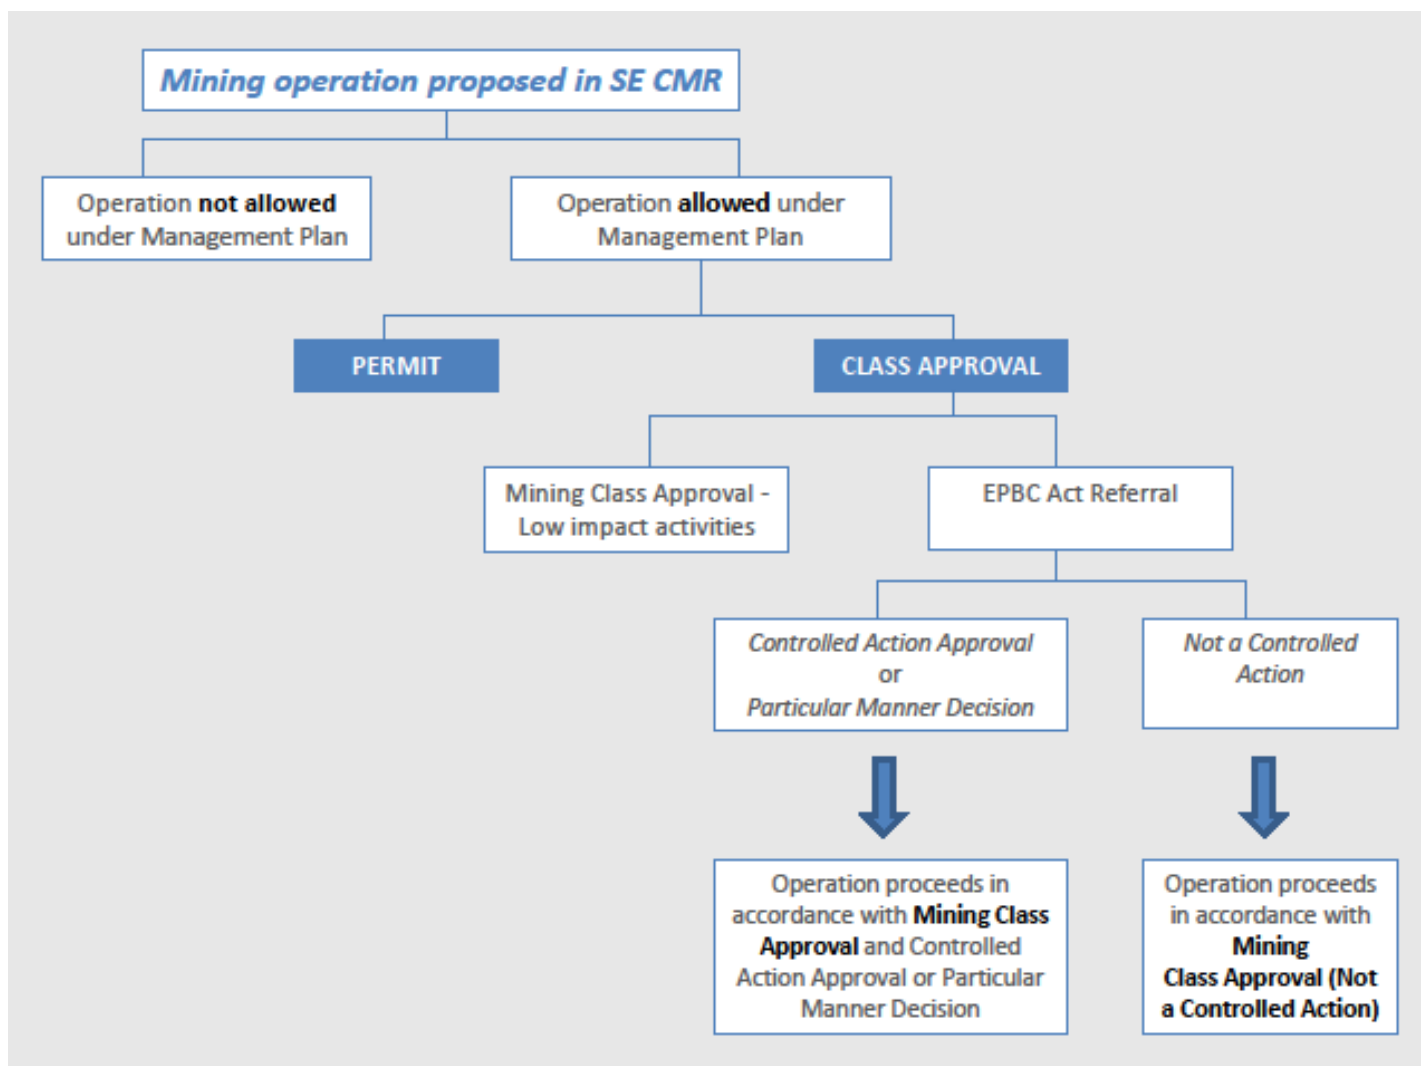 Mining operation proposed in SE CMR
Operation not allowed
under Management Plan
Operation allowed under
Management Plan
PERMIT
CLASS APPROVAL
Mining Class Approval -
Low impact activities
EPBC Act Referral
Controlled Action Approval
or
Particular Manner Decision
Not a Controlled
Action
Operation proceeds in
accordance with Mining Class
Approval and Controlled
Action Approval or Particular
Manner Decision
Operation proceeds
in accordance with
Mining
Class Approval (Not
a Controlled Action)